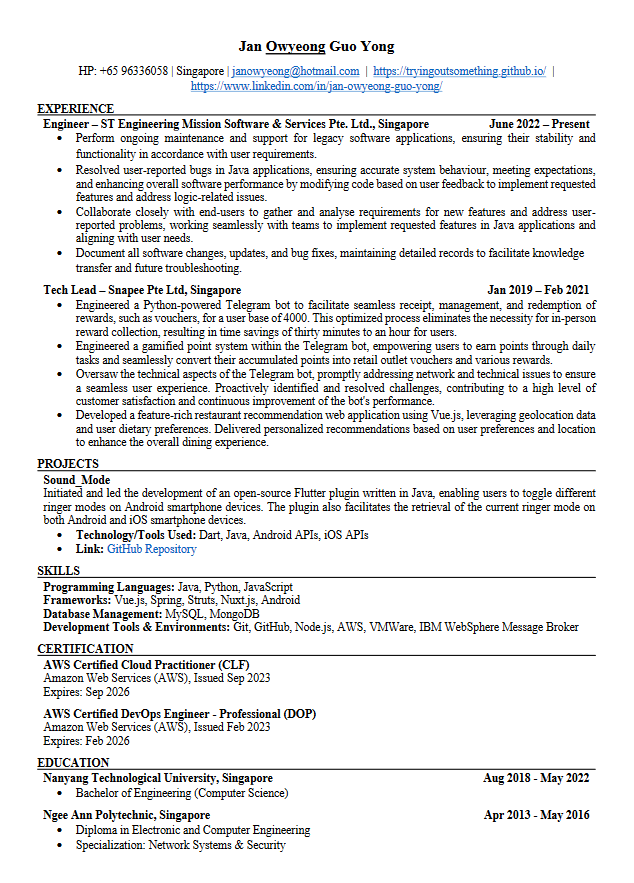 Jan Owyeong Guo Yong
HP: +65 96336058 | Singapore | janowyeong@hotmail.com | https://tryingoutsomething.github.io/ |
https://www.linkedin.com/in/jan-owyeong-guo-yong/
EXPERIENCE
Engineer – ST Engineering Mission Software & Services Pte. Ltd., Singapore June 2022 – Present
• Perform ongoing maintenance and support for legacy software applications, ensuring their stability and
functionality in accordance with user requirements.
• Resolved user-reported bugs in Java applications, ensuring accurate system behaviour, meeting expectations,
and enhancing overall software performance by modifying code based on user feedback to implement requested
features and address logic-related issues.
• Collaborate closely with end-users to gather and analyse requirements for new features and address user-
reported problems, working seamlessly with teams to implement requested features in Java applications and
aligning with user needs.
• Document all software changes, updates, and bug fixes, maintaining detailed records to facilitate knowledge
transfer and future troubleshooting.
Tech Lead – Snapee Pte Ltd, Singapore Jan 2019 – Feb 2021
• Engineered a Python-powered Telegram bot to facilitate seamless receipt, management, and redemption of
rewards, such as vouchers, for a user base of 4000. This optimized process eliminates the necessity for in-person
reward collection, resulting in time savings of thirty minutes to an hour for users.
• Engineered a gamified point system within the Telegram bot, empowering users to earn points through daily
tasks and seamlessly convert their accumulated points into retail outlet vouchers and various rewards.
• Oversaw the technical aspects of the Telegram bot, promptly addressing network and technical issues to ensure
a seamless user experience. Proactively identified and resolved challenges, contributing to a high level of
customer satisfaction and continuous improvement of the bot's performance.
• Developed a feature-rich restaurant recommendation web application using Vue.js, leveraging geolocation data
and user dietary preferences. Delivered personalized recommendations based on user preferences and location
to enhance the overall dining experience.
PROJECTS
Sound_Mode
Initiated and led the development of an open-source Flutter plugin written in Java, enabling users to toggle different
ringer modes on Android smartphone devices. The plugin also facilitates the retrieval of the current ringer mode on
both Android and iOS smartphone devices.
• Technology/Tools Used: Dart, Java, Android APIs, iOS APIs
• Link: GitHub Repository
SKILLS
Programming Languages: Java, Python, JavaScript
Frameworks: Vue.js, Spring, Struts, Nuxt.js, Android
Database Management: MySQL, MongoDB
Development Tools & Environments: Git, GitHub, Node.js, AWS, VMWare, IBM WebSphere Message Broker
CERTIFICATION
AWS Certified Cloud Practitioner (CLF)
Amazon Web Services (AWS), Issued Sep 2023
Expires: Sep 2026
AWS Certified DevOps Engineer - Professional (DOP)
Amazon Web Services (AWS), Issued Feb 2023
Expires: Feb 2026
EDUCATION
Nanyang Technological University, Singapore Aug 2018 - May 2022
• Bachelor of Engineering (Computer Science)
Ngee Ann Polytechnic, Singapore Apr 2013 - May 2016
• Diploma in Electronic and Computer Engineering
• Specialization: Network Systems & Security